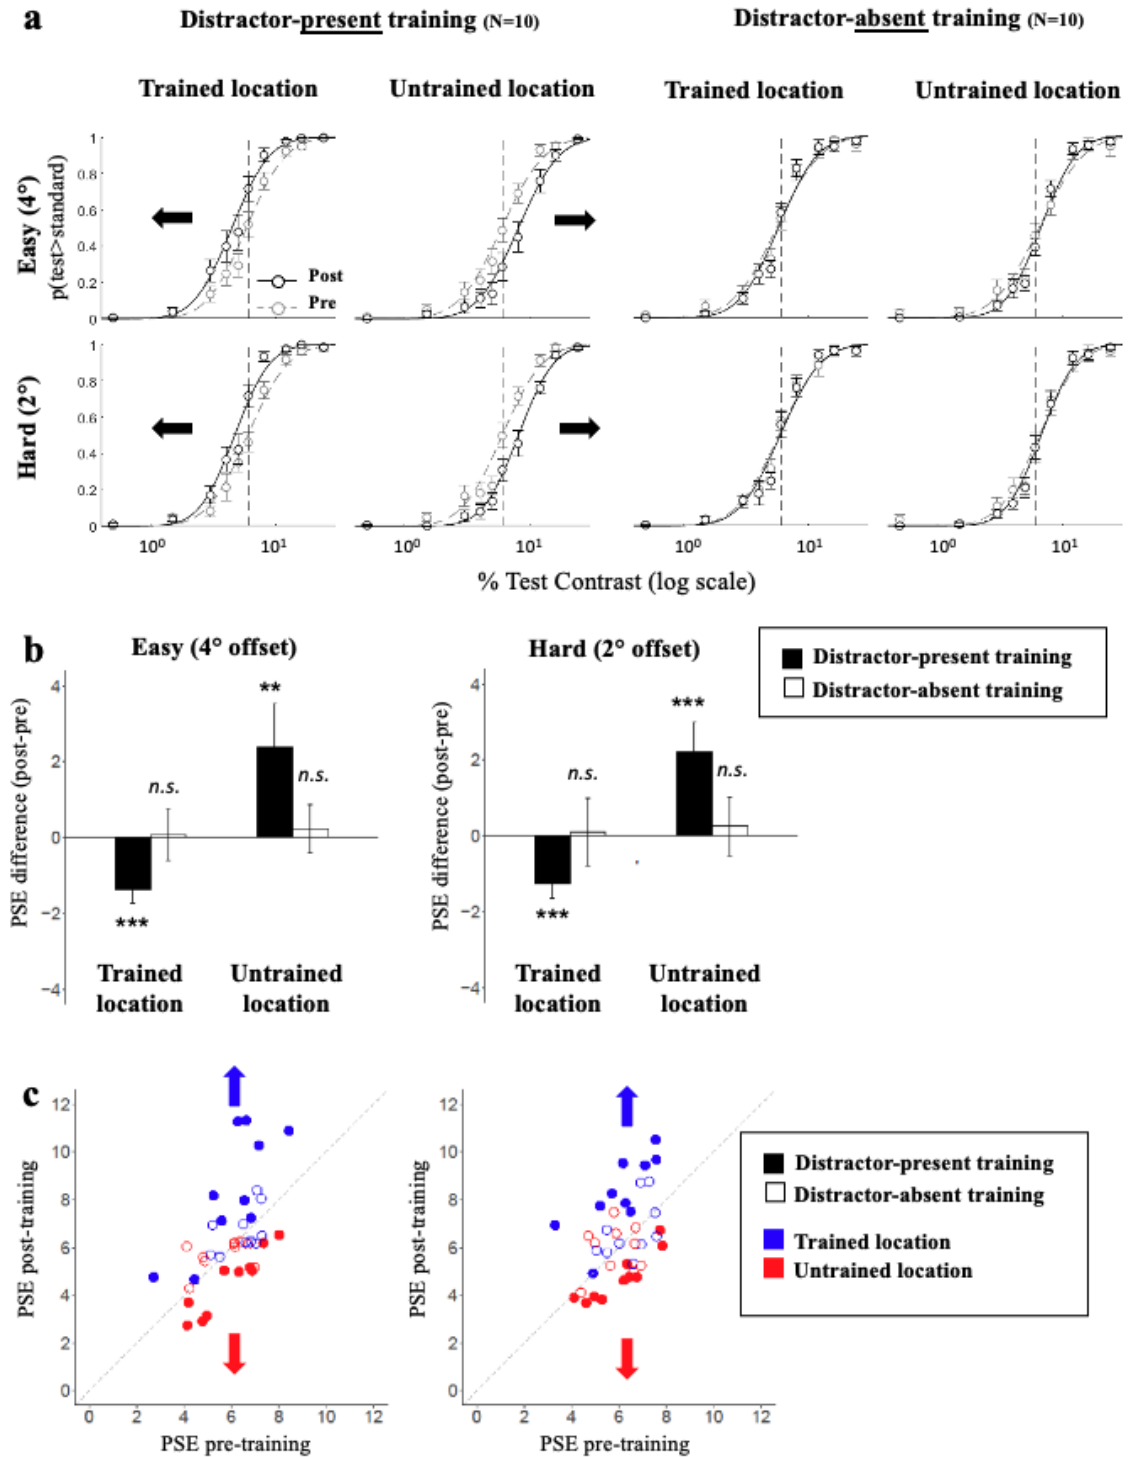 a
Distractor-present training (N=10)
Distractor-absent training (N=10)
Trained location
Untrained location
Trained location
Untrained location
Easy (4°)
p(test>standard)
1
0.8
0.6
0.4
0.2
0
Post
Pre
Hard (2°)
1
0.8
0.6
0.4
0.2
0
10⁰ 10¹
10⁰ 10¹
10⁰ 10¹
10⁰ 10¹
% Test Contrast (log scale)
b
Easy (4° offset)
PSE difference (post-pre)
4
2
0
−2
−4
***
n.s.
**
n.s.
Trained
location
Untrained
location
Hard (2° offset)
PSE difference (post-pre)
4
2
0
−2
−4
***
n.s.
***
n.s.
Trained
location
Untrained
location
Distractor-present training
Distractor-absent training
c
PSE post-training
12
10
8
6
4
2
0
0 2 4 6 8 10 12
PSE pre-training
PSE post-training
12
10
8
6
4
2
0
0 2 4 6 8 10 12
PSE pre-training
Distractor-present training
Distractor-absent training
Trained location
Untrained location